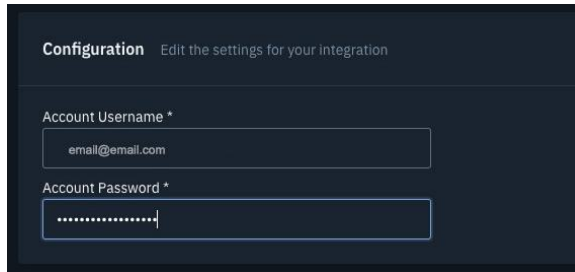 Configuration Edit the settings for your integration
Account Username *
email@email.com
Account Password *
••••••••••••••••••